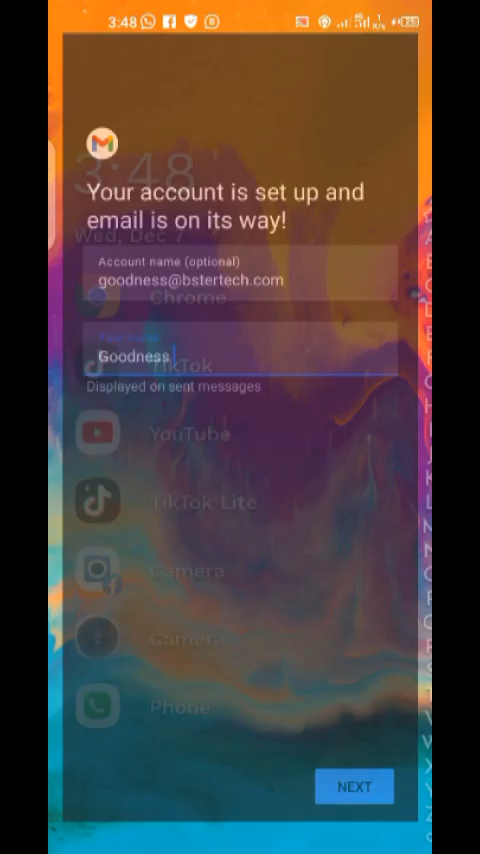 3:48
3:48
Your account is set up and
email is on its way!
Wed, Dec 7
Account name (optional)
goodness@bstertech.com
Chrome
Your name
Goodness
TikTok
Displayed on sent messages
YouTube
TikTok Lite
Camera
Camera
Phone
NEXT